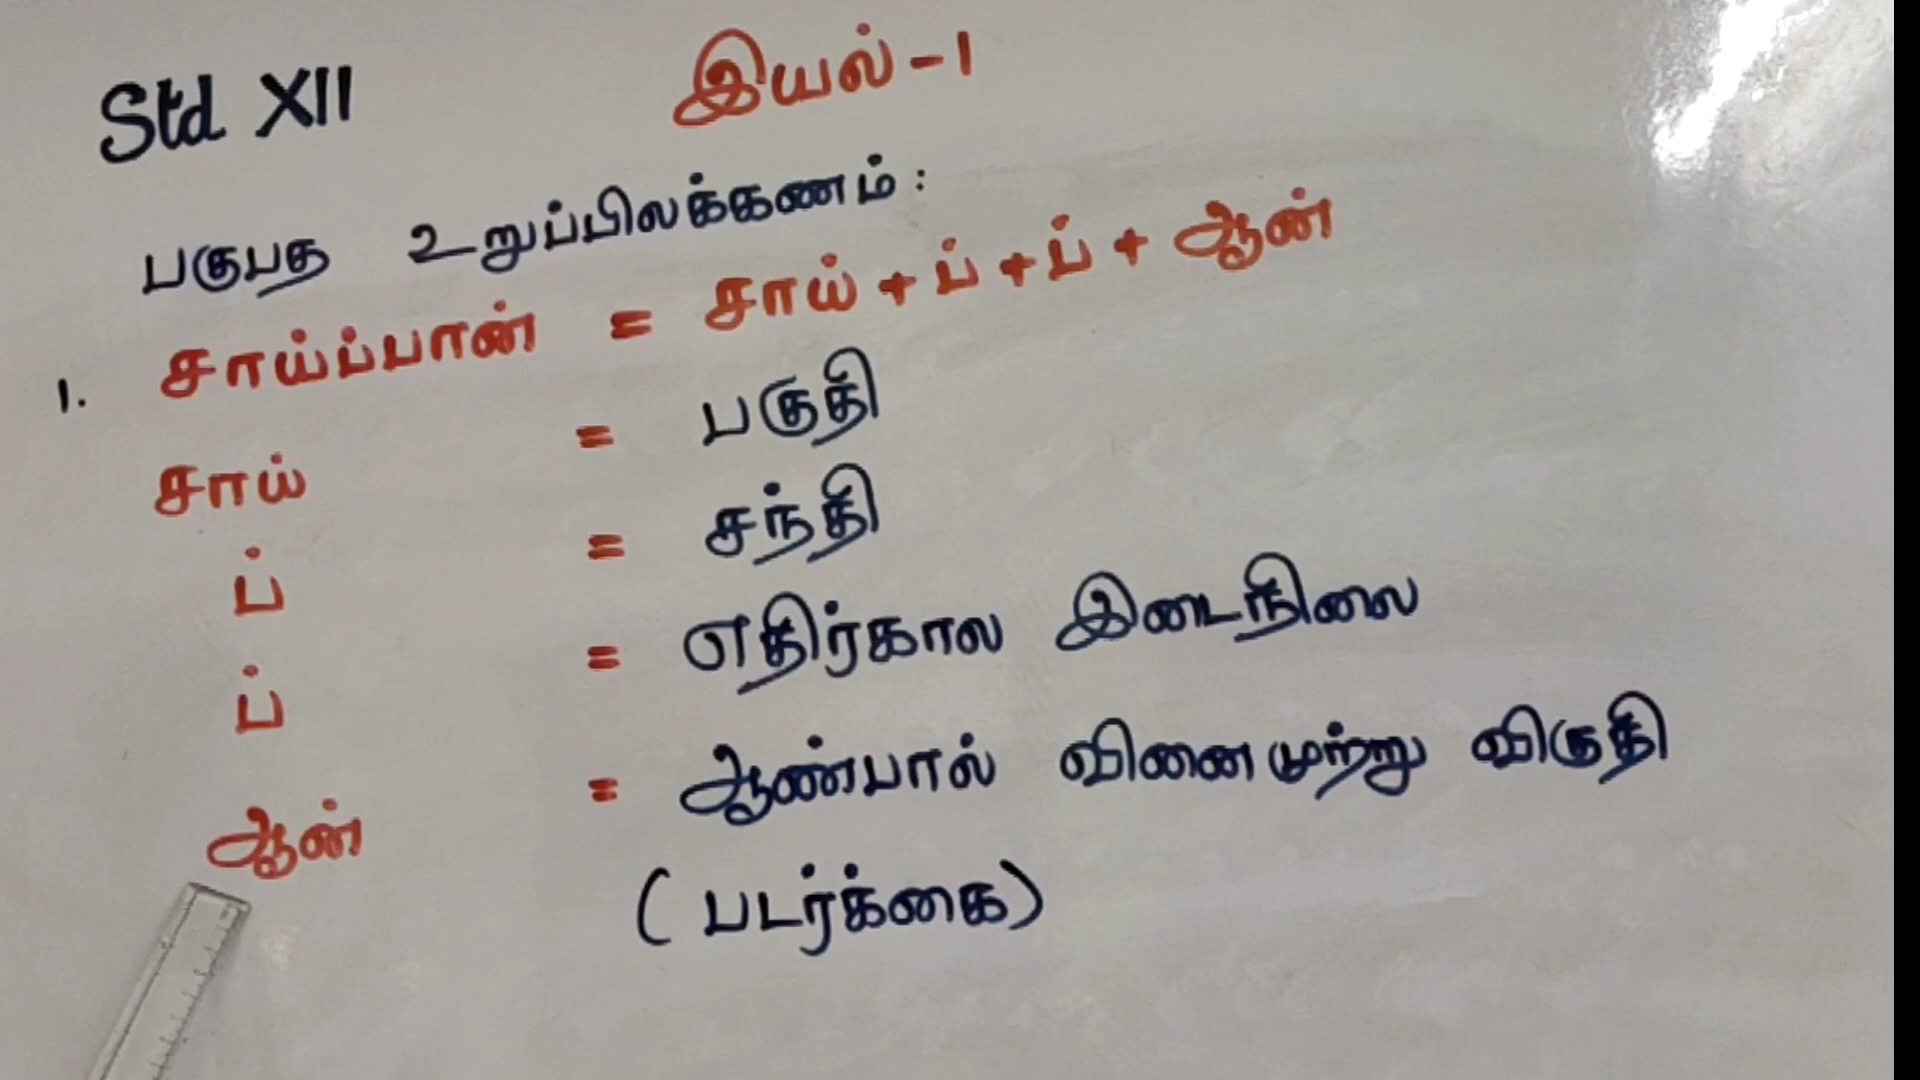 Std XII இயல் - 1
பகுபத உறுப்பிலக்கணம் :
1. சாய்ப்பான் = சாய் + ப் + ப் + ஆன்
சாய் = பகுதி
ப் = சந்தி
ப் = எதிர்கால இடைநிலை
ஆன் = ஆண்பால் வினைமுற்று விகுதி
( படர்க்கை )